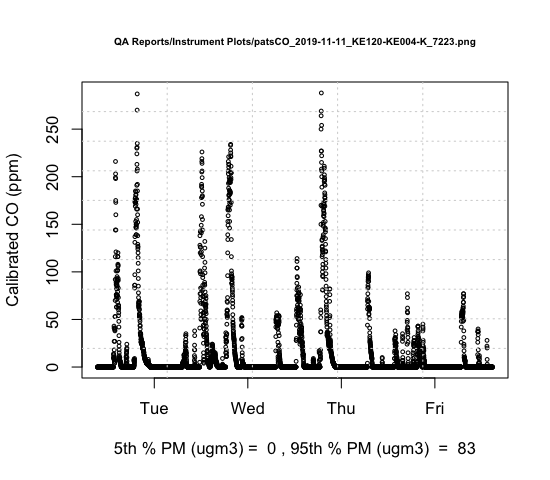 QA Reports/Instrument Plots/patsCO_2019-11-11_KE120-KE004-K_7223.png
Calibrated CO (ppm)
250
200
150
100
50
0
Tue Wed Thu Fri
5th % PM (ugm3) = 0 , 95th % PM (ugm3) = 83